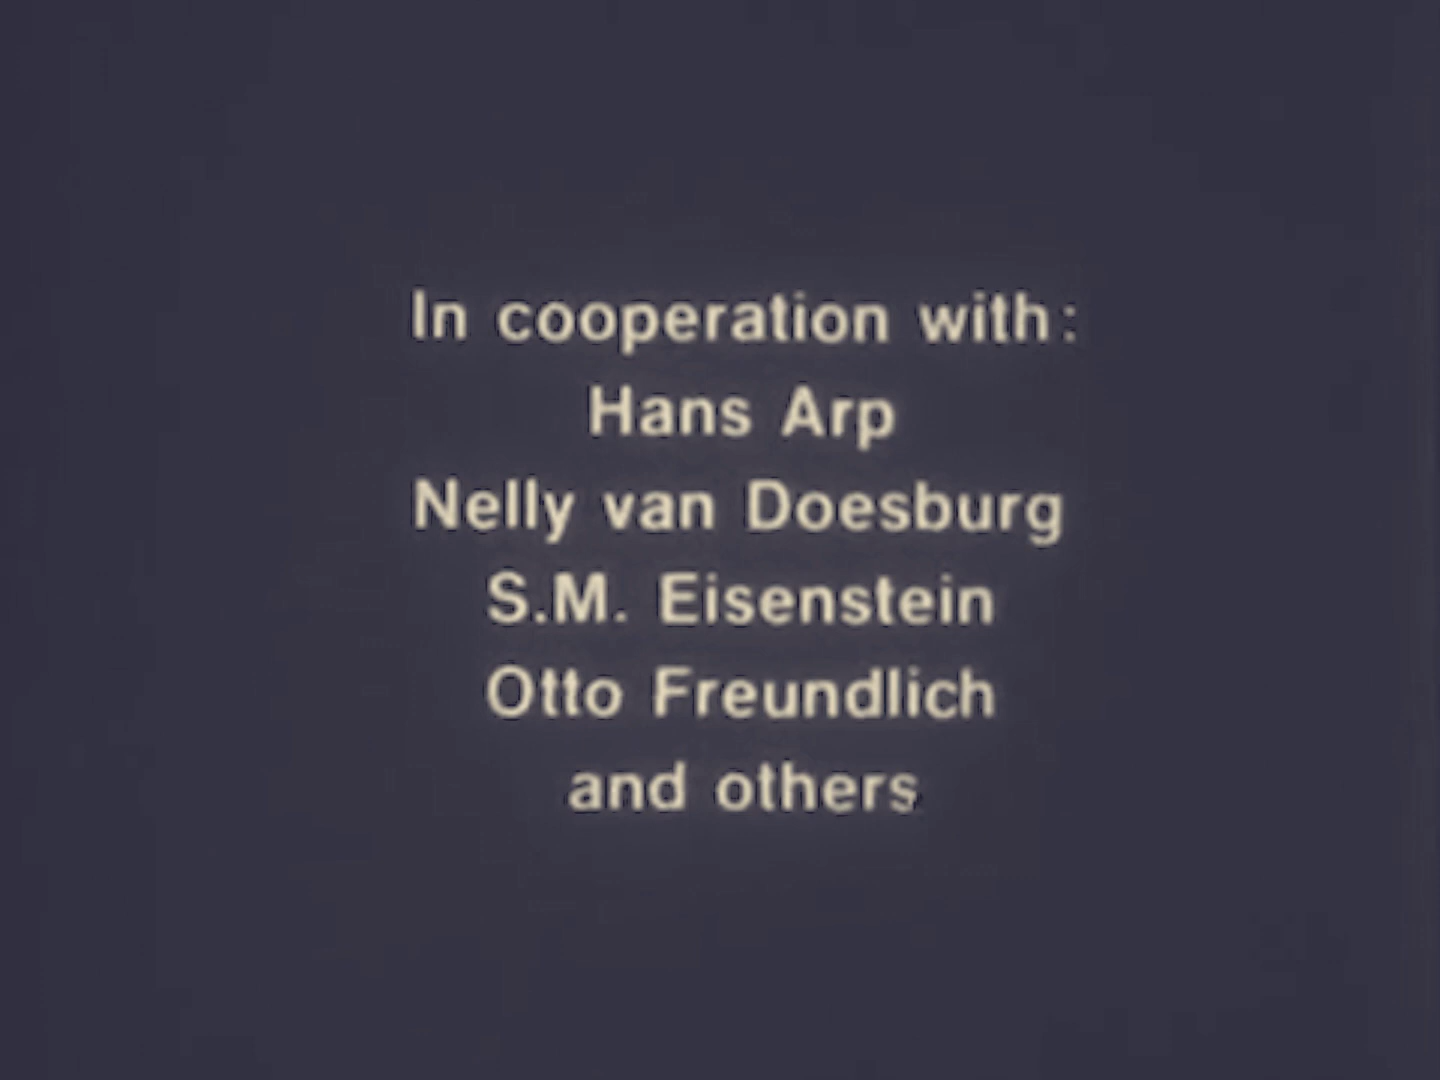 In cooperation with:
Hans Arp
Nelly van Doesburg
S.M. Eisenstein
Otto Freundlich
and others